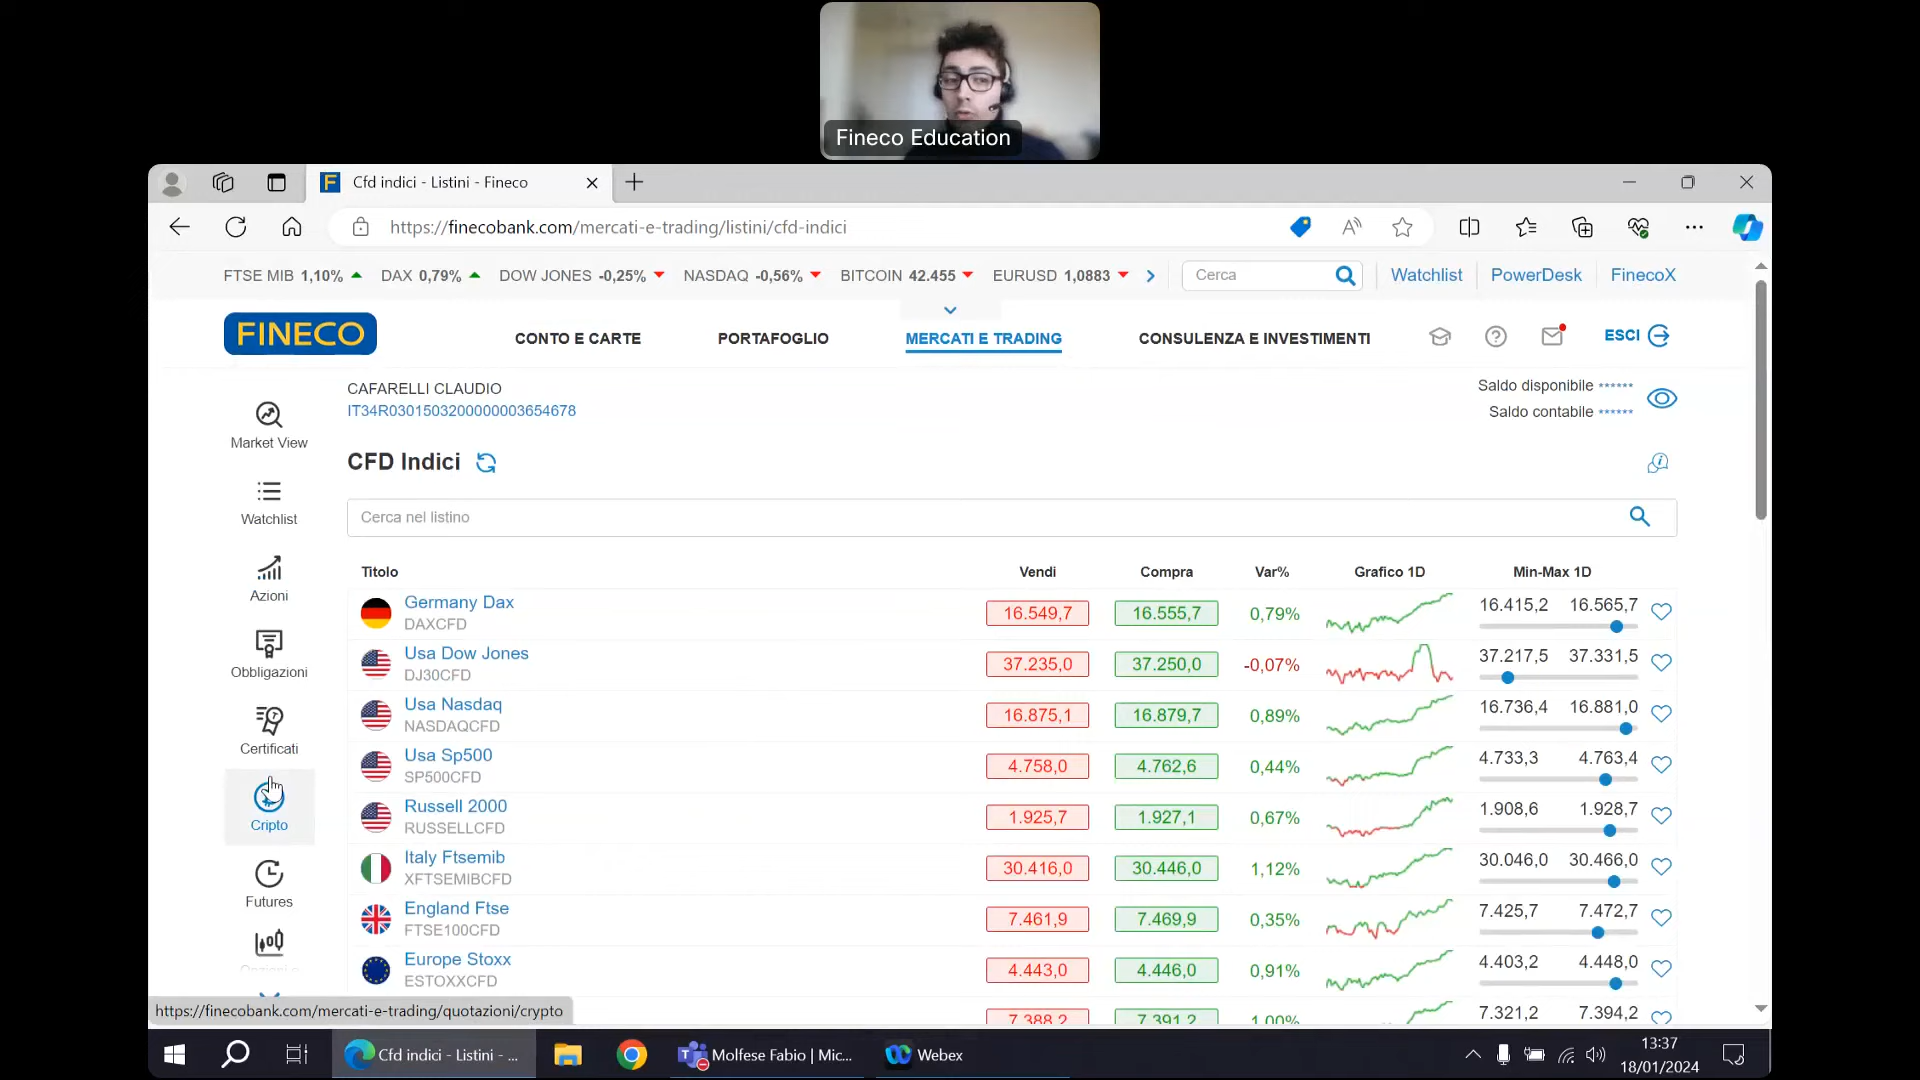 Fineco Education
Cfd indici - Listini - Fineco
https://finecobank.com/mercati-e-trading/listini/cfd-indici
FTSE MIB 1,10% DAX 0,79% DOW JONES -0,25% NASDAQ -0,56% BITCOIN 42.455 EURUSD 1,0883 Cerca Watchlist PowerDesk FinecoX
FINECO CONTO E CARTE PORTAFOGLIO MERCATI E TRADING CONSULENZA E INVESTIMENTI ESCI
CAFARELLI CLAUDIO
IT34R0301503200000003654678
Saldo disponibile ******
Saldo contabile ******
Market View
Watchlist
Azioni
Obbligazioni
Certificati
Cripto
Futures
CFD Indici
Cerca nel listino
Titolo Vendi Compra Var% Grafico 1D Min-Max 1D
Germany Dax 16.549,7 16.555,7 0,79% 16.415,2 16.565,7
DAXCFD
Usa Dow Jones 37.235,0 37.250,0 -0,07% 37.217,5 37.331,5
DJ30CFD
Usa Nasdaq 16.875,1 16.879,7 0,89% 16.736,4 16.881,0
NASDAQCFD
Usa Sp500 4.758,0 4.762,6 0,44% 4.733,3 4.763,4
SP500CFD
Russell 2000 1.925,7 1.927,1 0,67% 1.908,6 1.928,7
RUSSELLCFD
Italy Ftsemib 30.416,0 30.446,0 1,12% 30.046,0 30.466,0
XFTSEMIBCFD
England Ftse 7.461,9 7.469,9 0,35% 7.425,7 7.472,7
FTSE100CFD
Europe Stoxx 4.443,0 4.446,0 0,91% 4.403,2 4.448,0
ESTOXXCFD
7.388,2 7.391,2 1,00% 7.321,2 7.394,2
https://finecobank.com/mercati-e-trading/quotazioni/crypto
Cfd indici - Listini - ...
Molfese Fabio | Mic...
Webex
13:37
18/01/2024